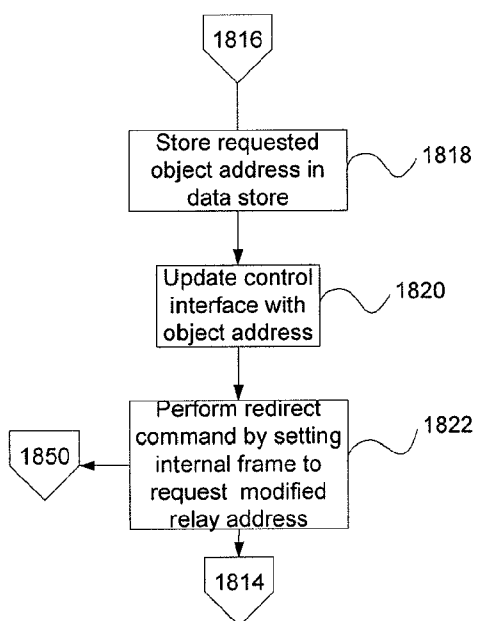 1816
Store requested
object address in
data store
1818
Update control
interface with
object address
1820
Perform redirect
command by setting
internal frame to
request modified
relay address
1822
1850
1814